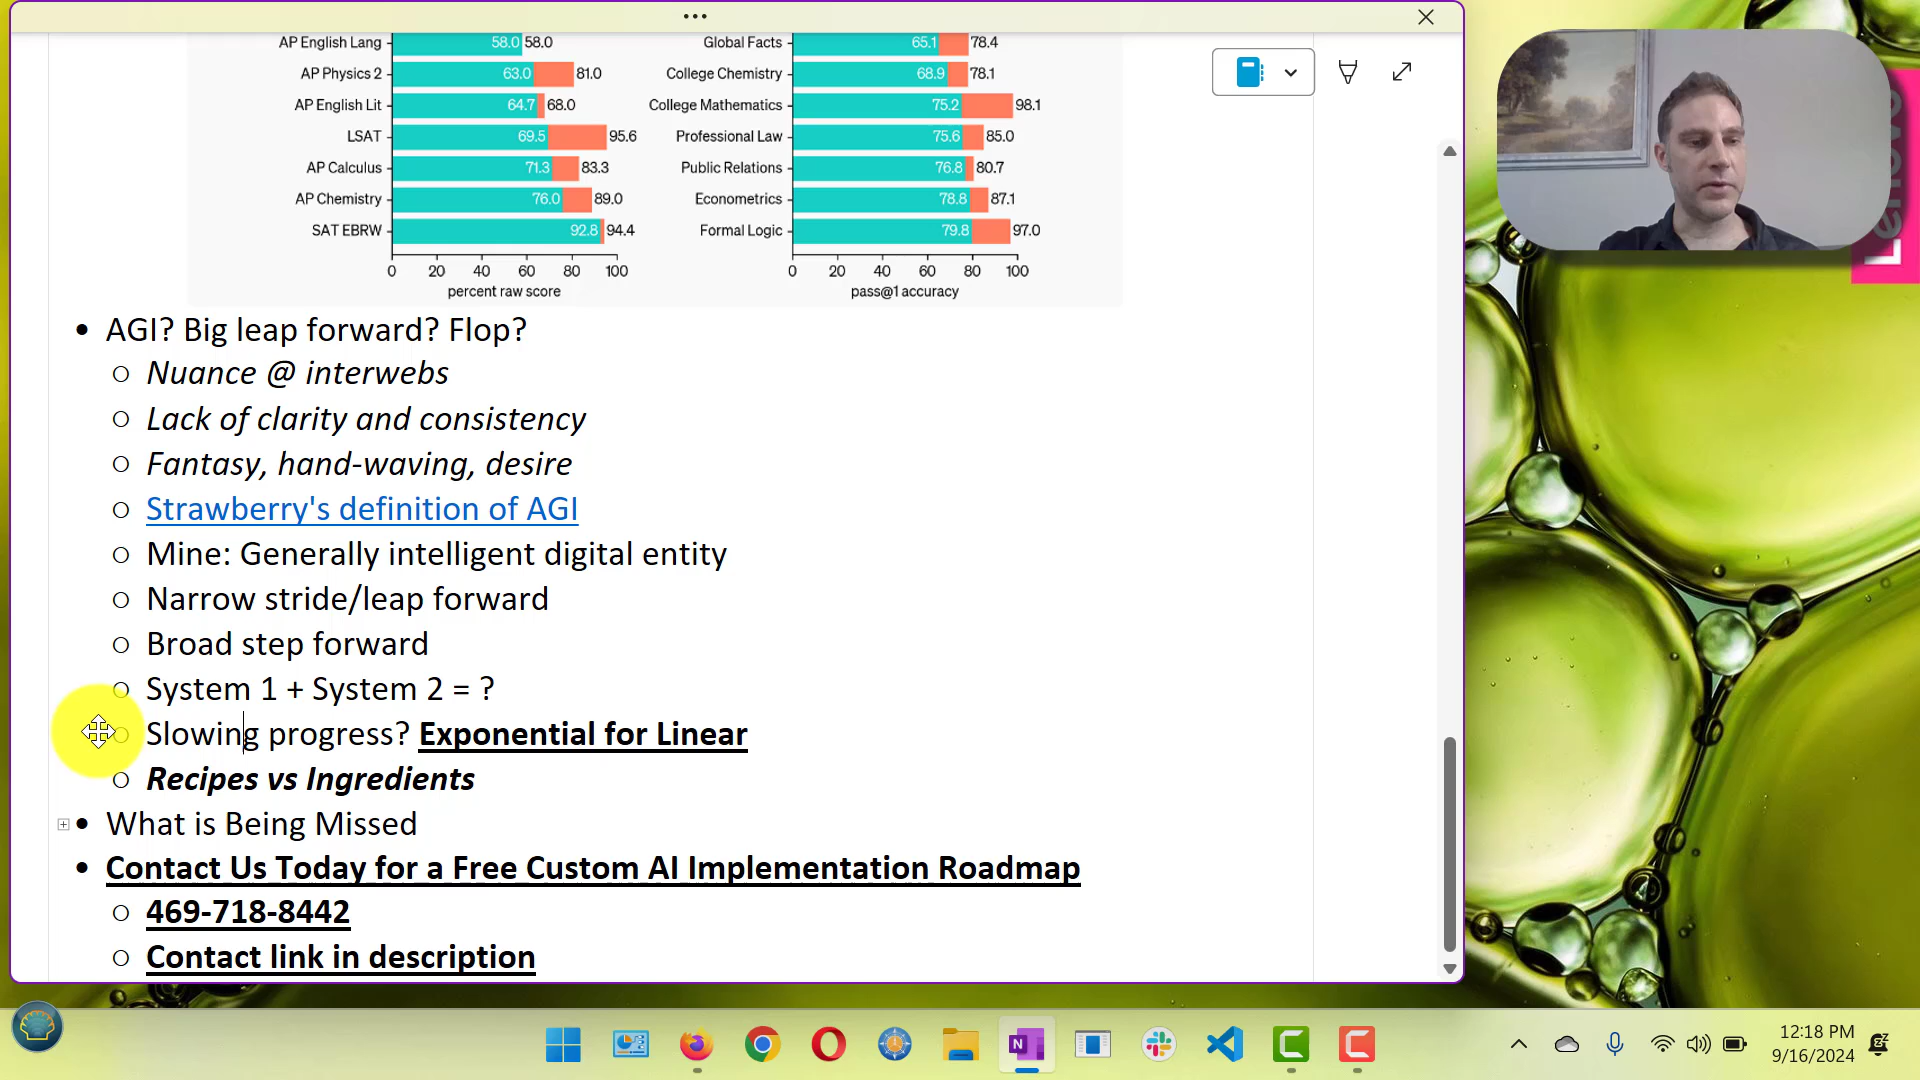 AP English Lang 58.0 58.0
AP Physics 2 63.0 81.0
AP English Lit 64.7 68.0
LSAT 69.5 95.6
AP Calculus 71.3 83.3
AP Chemistry 76.0 89.0
SAT EBRW 92.8 94.4
0 20 40 60 80 100
percent raw score
Global Facts 65.1 78.4
College Chemistry 68.9 78.1
College Mathematics 75.2 98.1
Professional Law 75.6 85.0
Public Relations 76.8 80.7
Econometrics 78.8 87.1
Formal Logic 79.8 97.0
0 20 40 60 80 100
pass@1 accuracy
• AGI? Big leap forward? Flop?
○ Nuance @ interwebs
○ Lack of clarity and consistency
○ Fantasy, hand-waving, desire
○ Strawberry's definition of AGI
○ Mine: Generally intelligent digital entity
○ Narrow stride/leap forward
○ Broad step forward
○ System 1 + System 2 = ?
○ Slowing progress? Exponential for Linear
○ Recipes vs Ingredients
• What is Being Missed
• Contact Us Today for a Free Custom AI Implementation Roadmap
○ 469-718-8442
○ Contact link in description
Lenovo
N
C
C
12:18 PM
9/16/2024